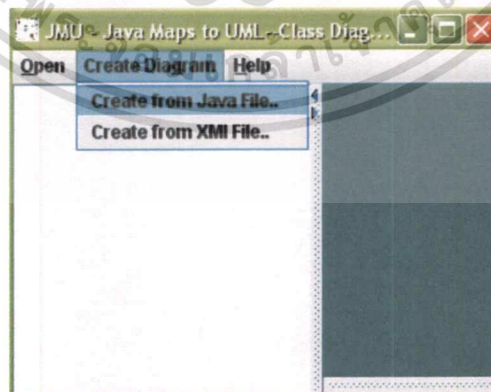 JMU - Java Maps to UML--Class Diag...
Open Create Diagram Help
Create from Java File..
Create from XMI File..